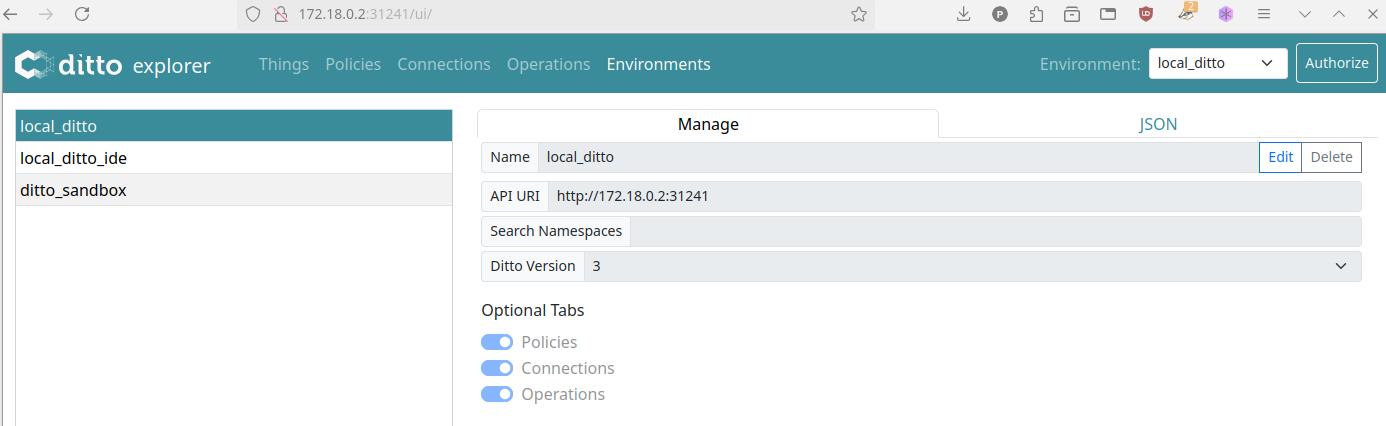 172.18.0.2:31241/ui/
P
2
ditto explorer Things Policies Connections Operations Environments Environment: local_ditto Authorize
local_ditto
local_ditto_ide
ditto_sandbox
Manage JSON
Name local_ditto Edit Delete
API URI http://172.18.0.2:31241
Search Namespaces
Ditto Version 3
Optional Tabs
Policies
Connections
Operations